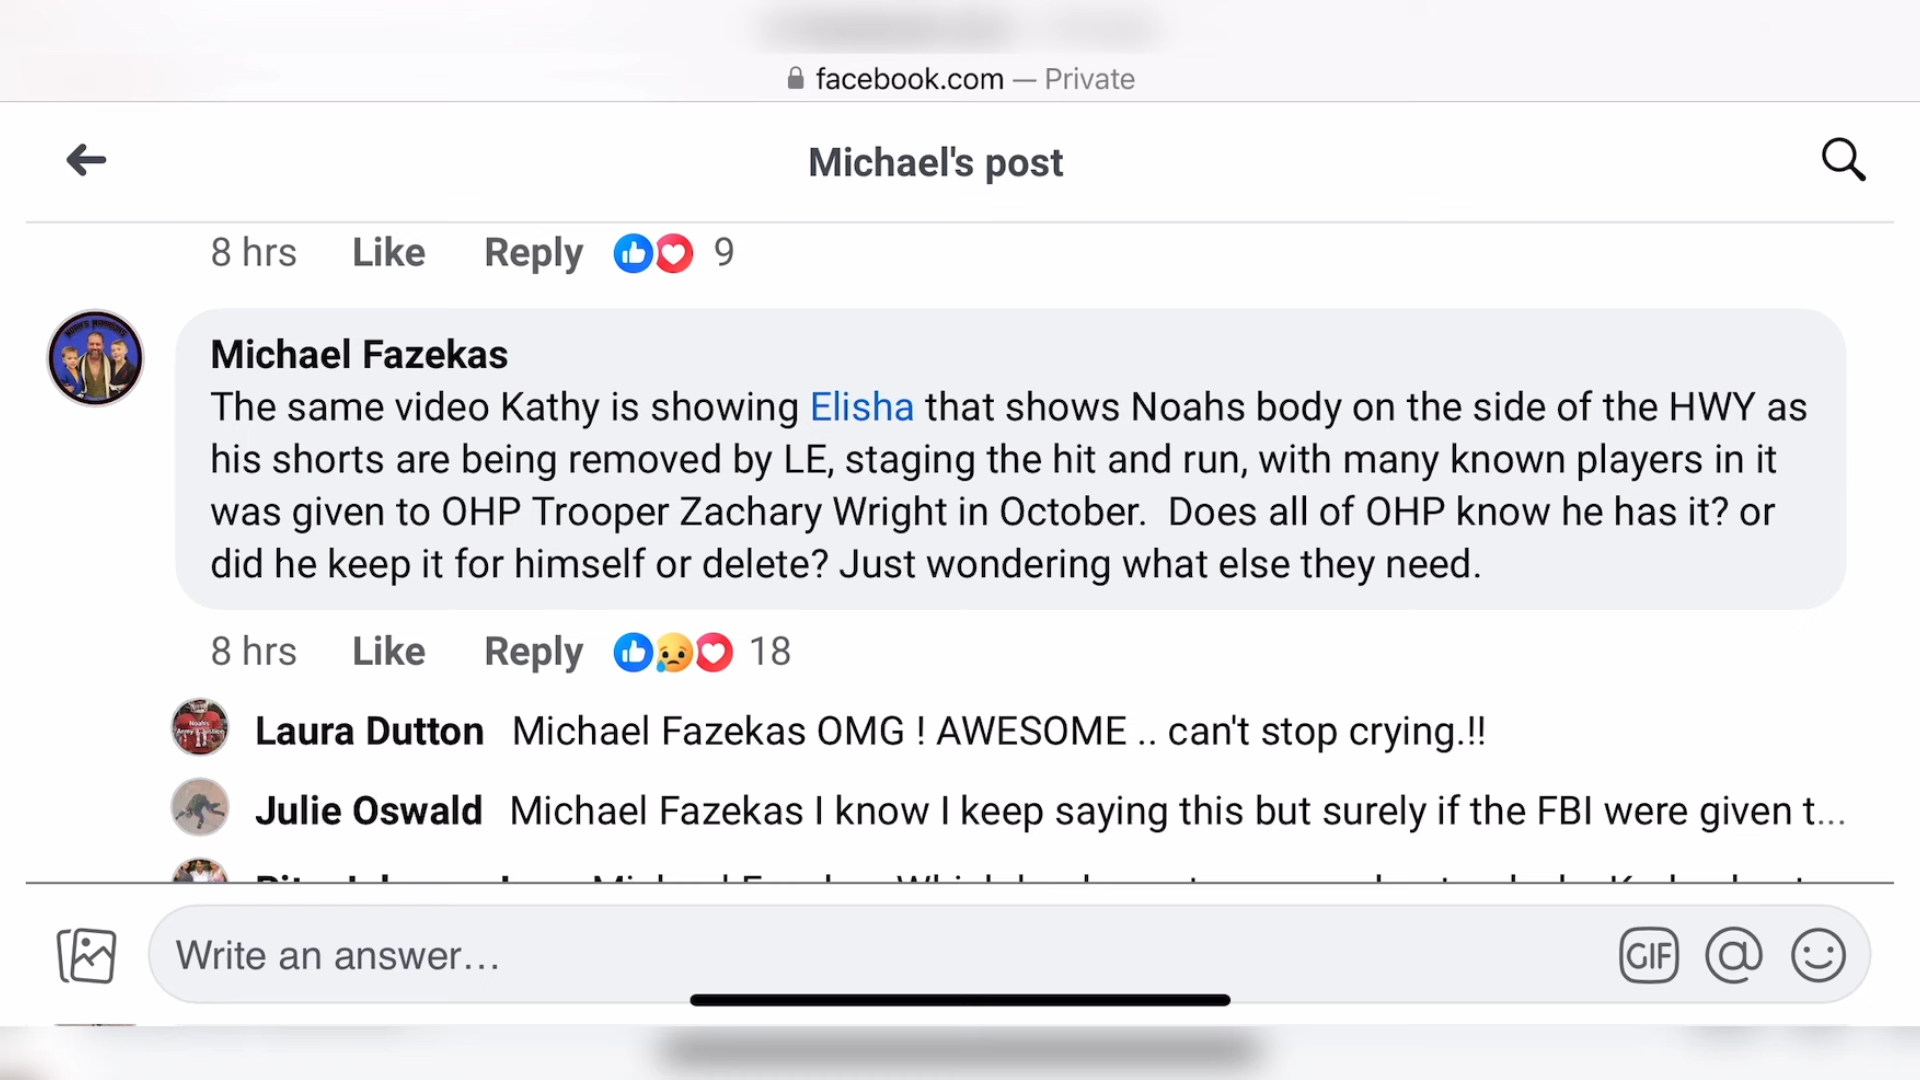 facebook.com — Private
Michael's post
8 hrs Like Reply 9
Michael Fazekas
The same video Kathy is showing Elisha that shows Noahs body on the side of the HWY as
his shorts are being removed by LE, staging the hit and run, with many known players in it
was given to OHP Trooper Zachary Wright in October. Does all of OHP know he has it? or
did he keep it for himself or delete? Just wondering what else they need.
8 hrs Like Reply 18
Laura Dutton Michael Fazekas OMG ! AWESOME .. can't stop crying.!!
Julie Oswald Michael Fazekas I know I keep saying this but surely if the FBI were given t...
Write an answer...
GIF